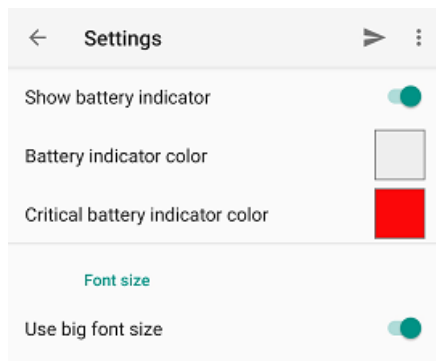 Settings
Show battery indicator
Battery indicator color
Critical battery indicator color
Font size
Use big font size